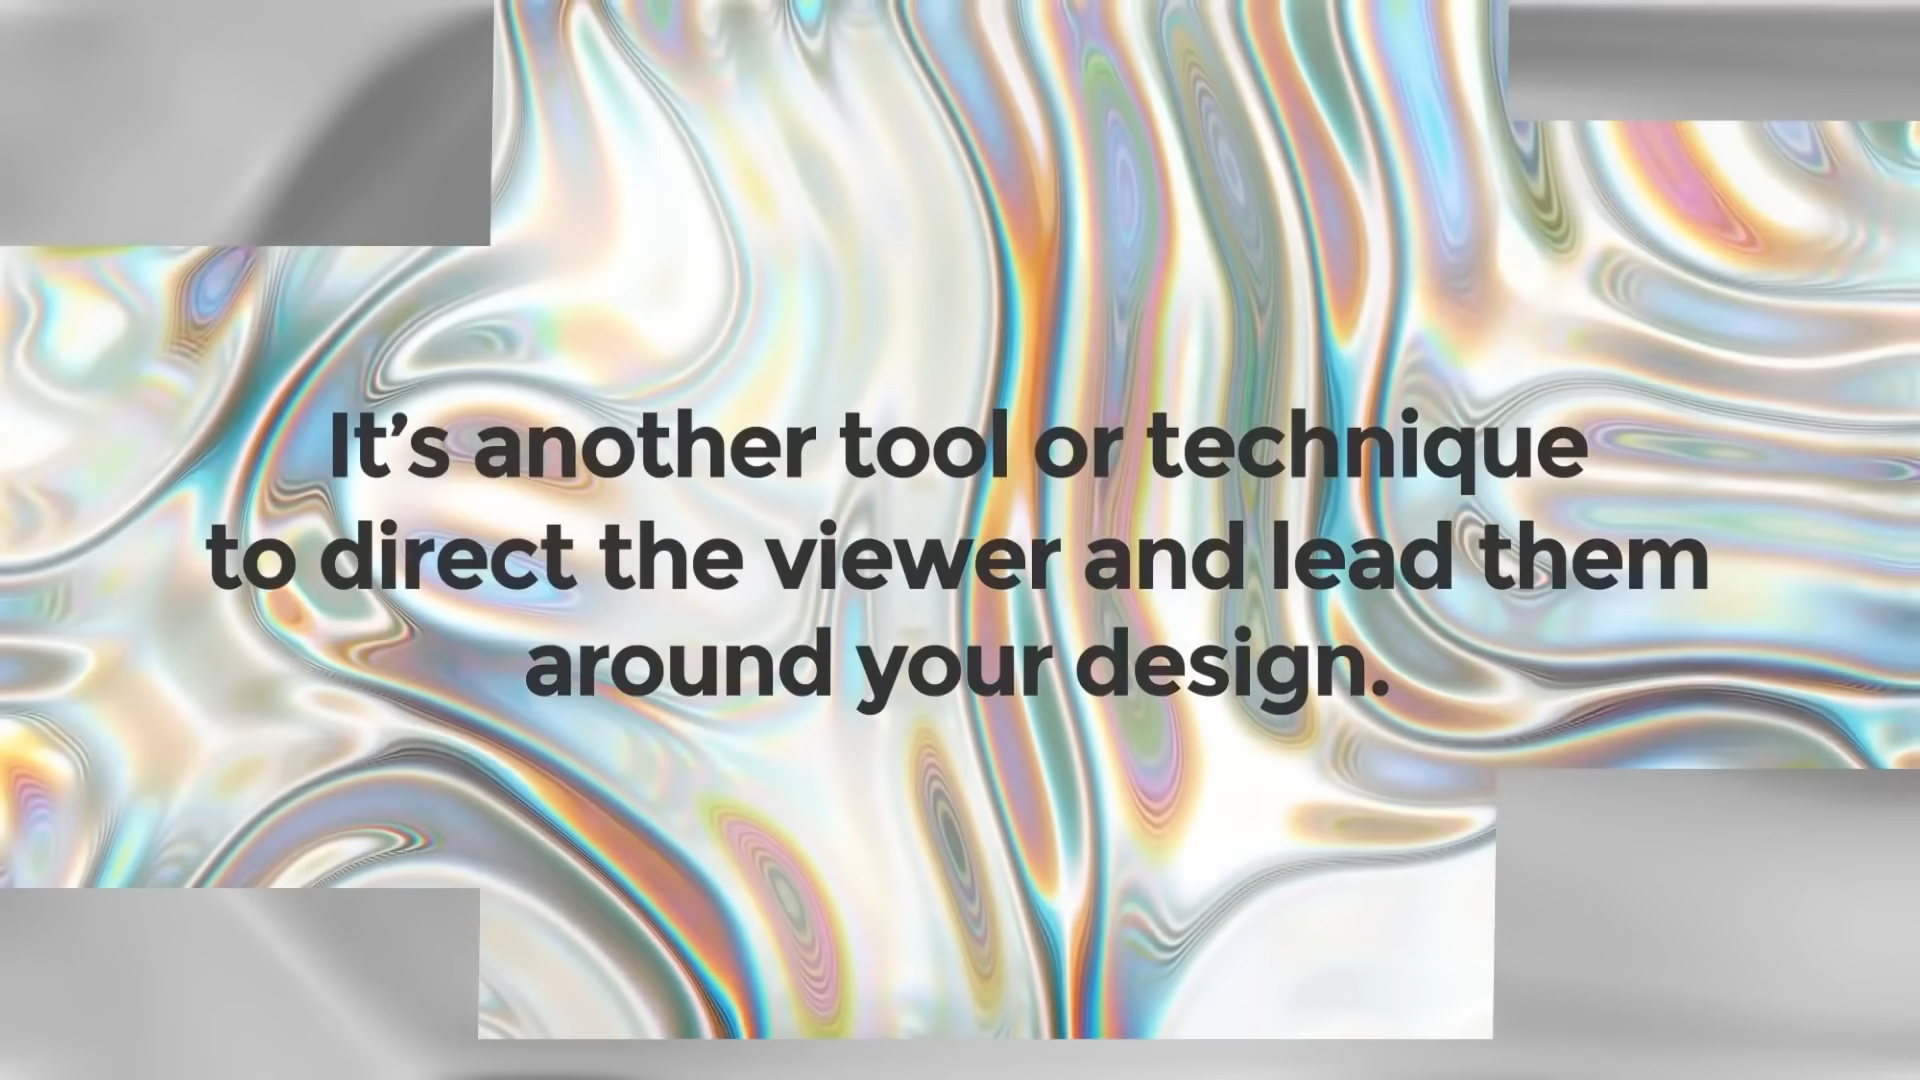 It’s another tool or technique
to direct the viewer and lead them
around your design.